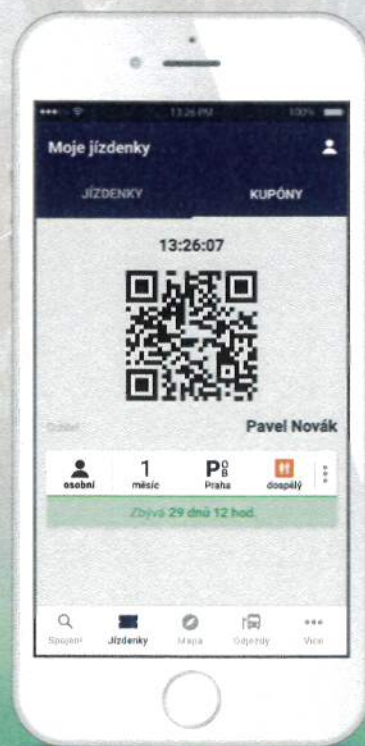 13:26 PM 100%
Moje jízdenky
JÍZDENKY KUPÓNY
13:26:07
Pavel Novák
1 P 0 B
osobní měsíc Praha dospělý
Zbývá 29 dnů 12 hod.
Spojení Jízdenky Mapa Odjezdy Více